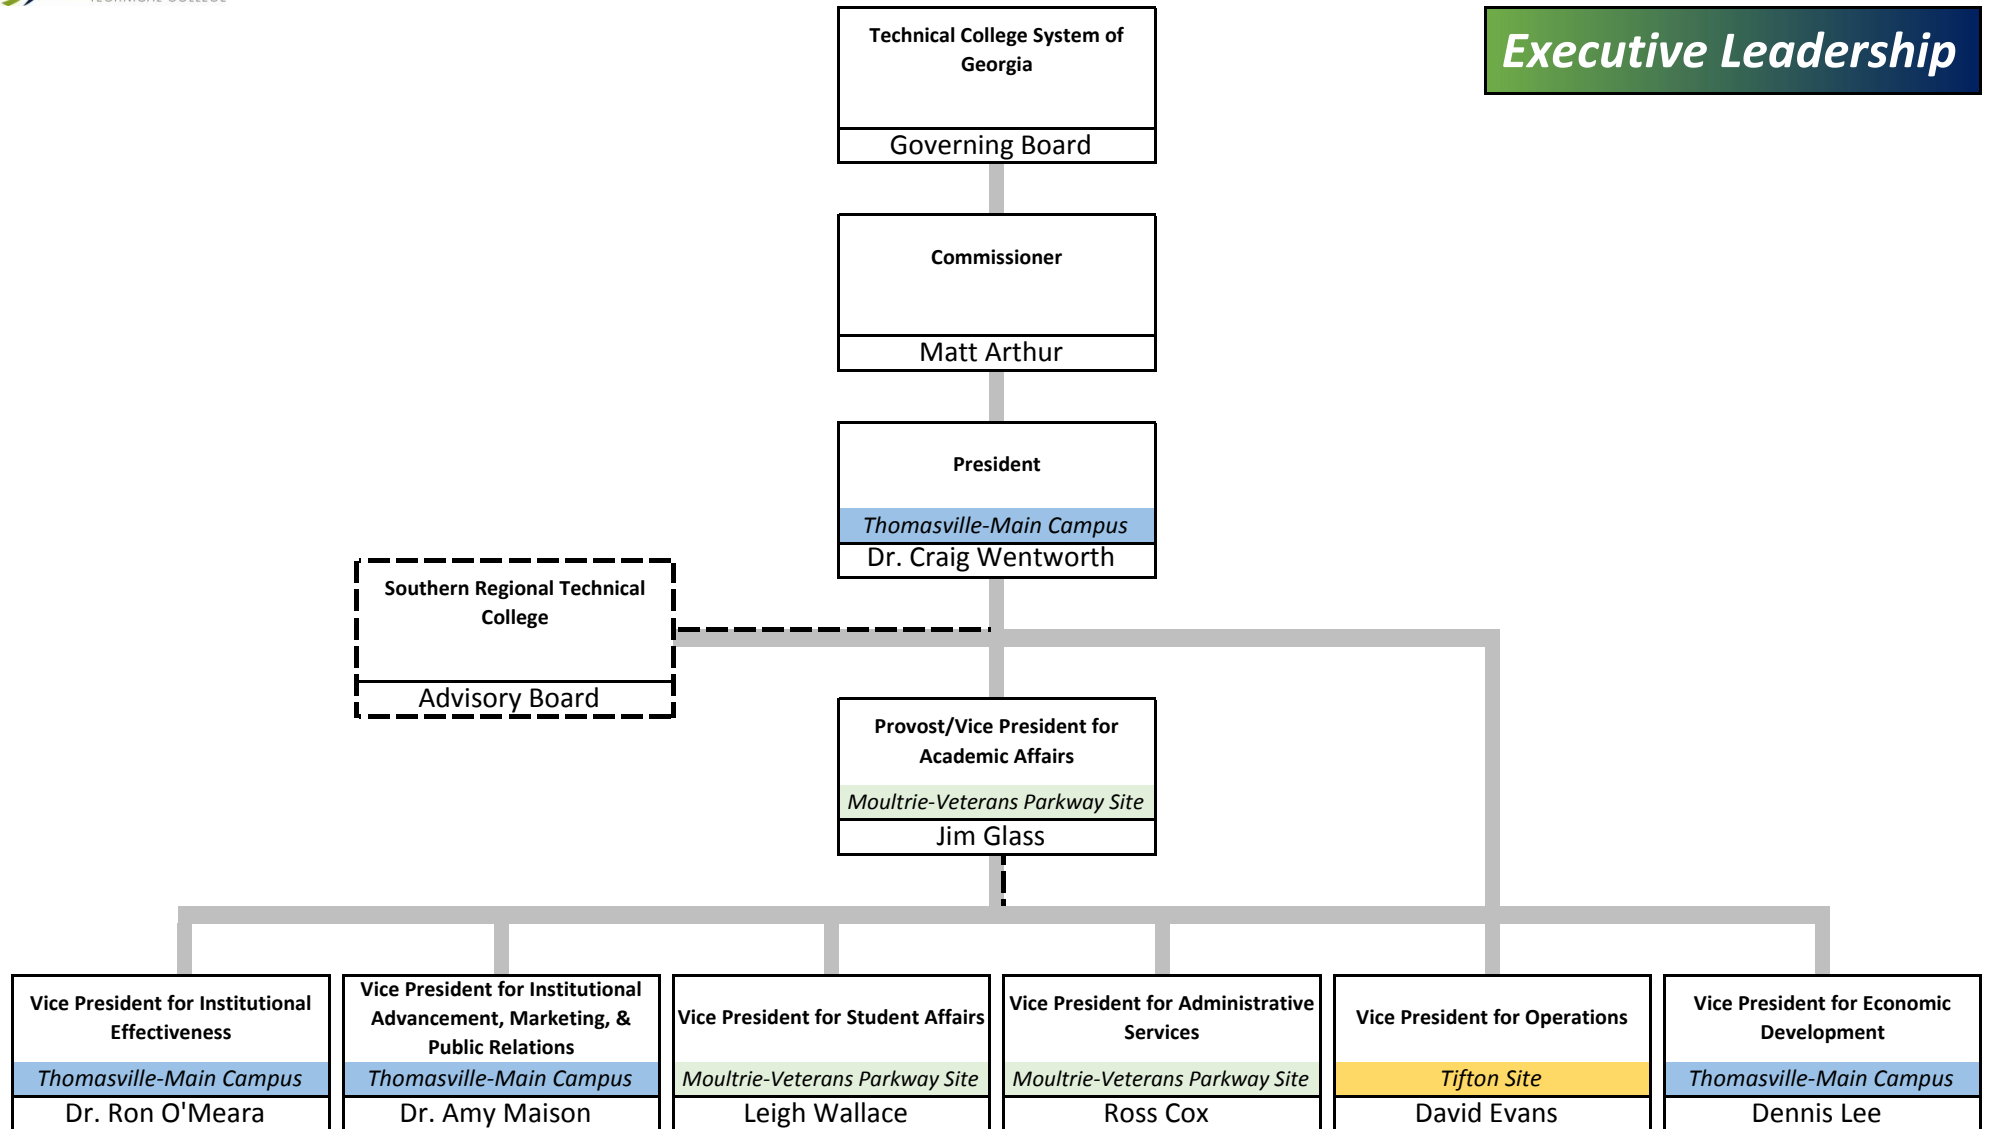 TECHNICAL COLLEGE
Executive Leadership
Technical College System of
Georgia
Governing Board
Commissioner
Matt Arthur
President
Thomasville-Main Campus
Dr. Craig Wentworth
Southern Regional Technical
College
Advisory Board
Provost/Vice President for
Academic Affairs
Moultrie-Veterans Parkway Site
Jim Glass
Vice President for Institutional
Effectiveness
Thomasville-Main Campus
Dr. Ron O'Meara
Vice President for Institutional
Advancement, Marketing, &
Public Relations
Thomasville-Main Campus
Dr. Amy Maison
Vice President for Student Affairs
Moultrie-Veterans Parkway Site
Leigh Wallace
Vice President for Administrative
Services
Moultrie-Veterans Parkway Site
Ross Cox
Vice President for Operations
Tifton Site
David Evans
Vice President for Economic
Development
Thomasville-Main Campus
Dennis Lee